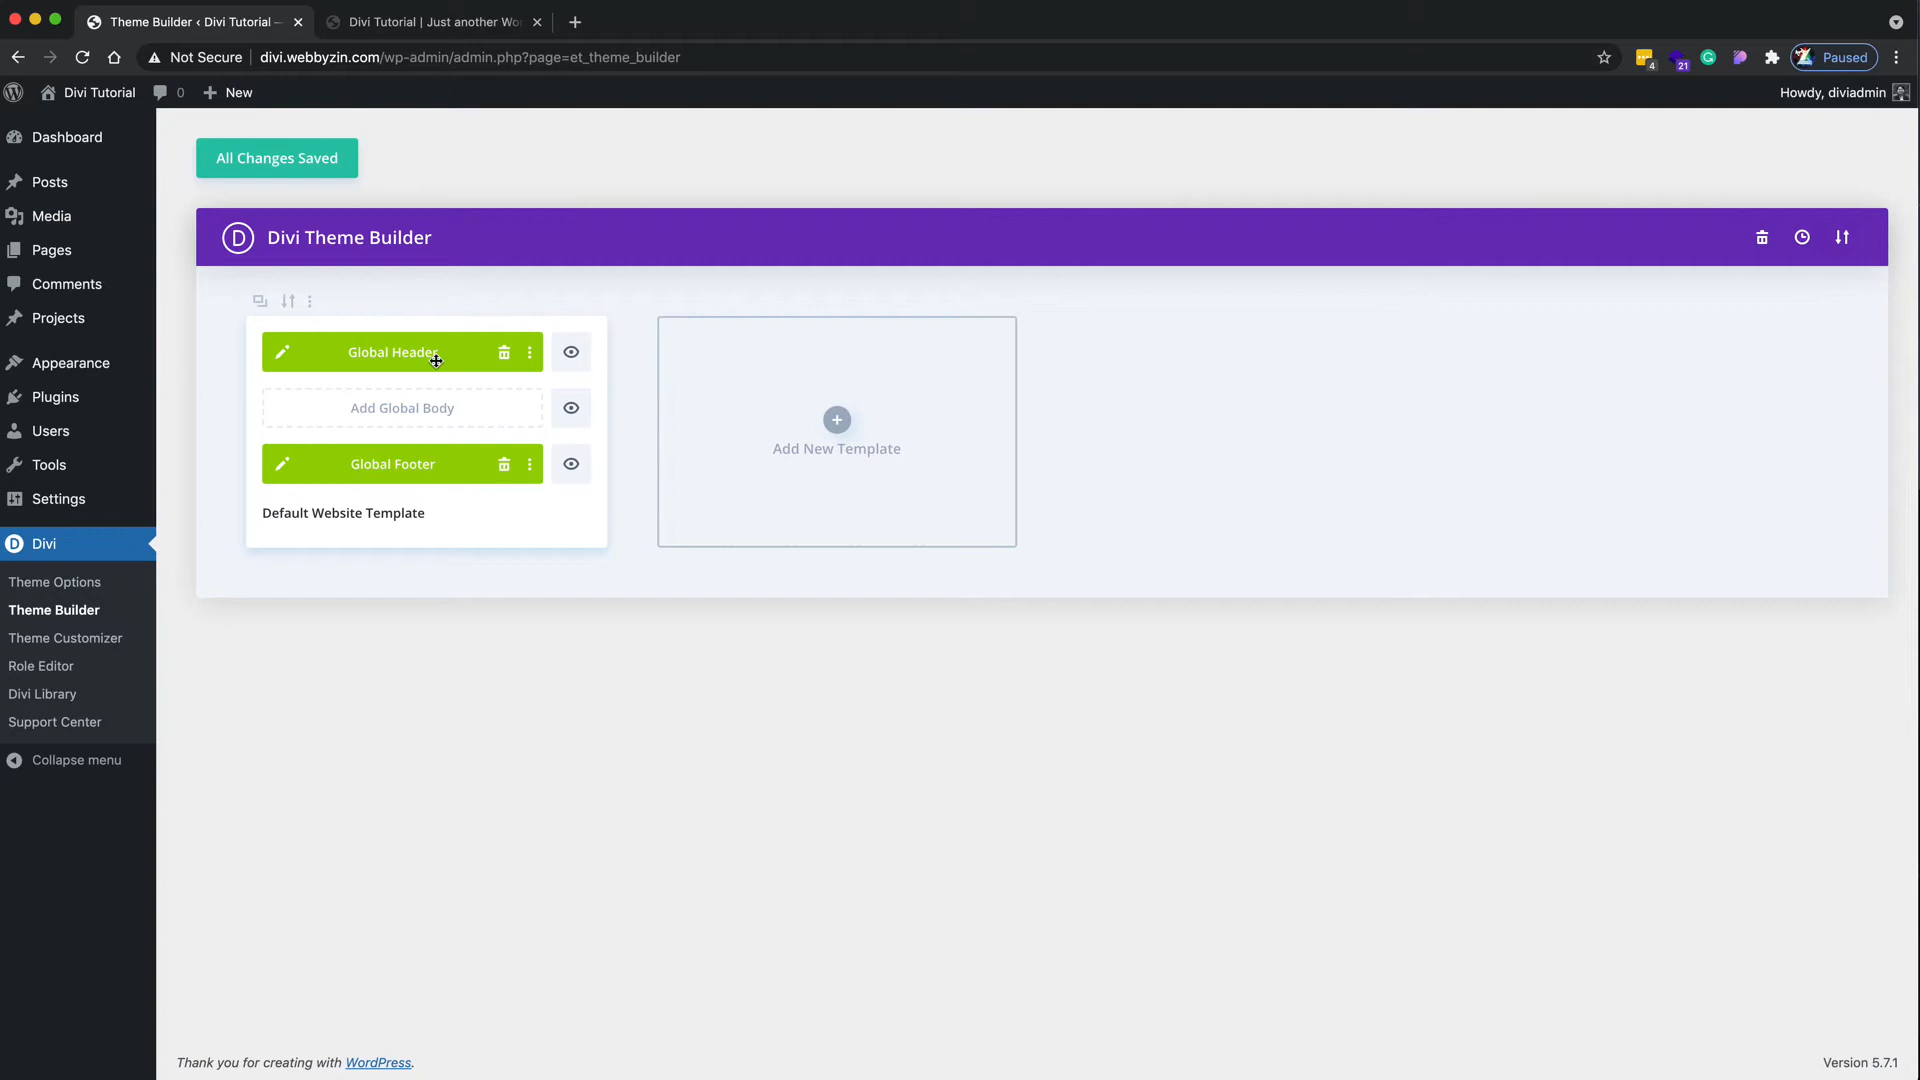 Theme Builder < Divi Tutorial —
Divi Tutorial | Just another Wo
Not Secure
divi.webbyzin.com/wp-admin/admin.php?page=et_theme_builder
4
21
Paused
Divi Tutorial
0
New
Howdy, diviadmin
Dashboard
Posts
Media
Pages
Comments
Projects
Appearance
Plugins
Users
Tools
Settings
Divi
Theme Options
Theme Builder
Theme Customizer
Role Editor
Divi Library
Support Center
Collapse menu
All Changes Saved
D
Divi Theme Builder
Global Header
Add Global Body
Global Footer
Default Website Template
Add New Template
Thank you for creating with WordPress.
Version 5.7.1